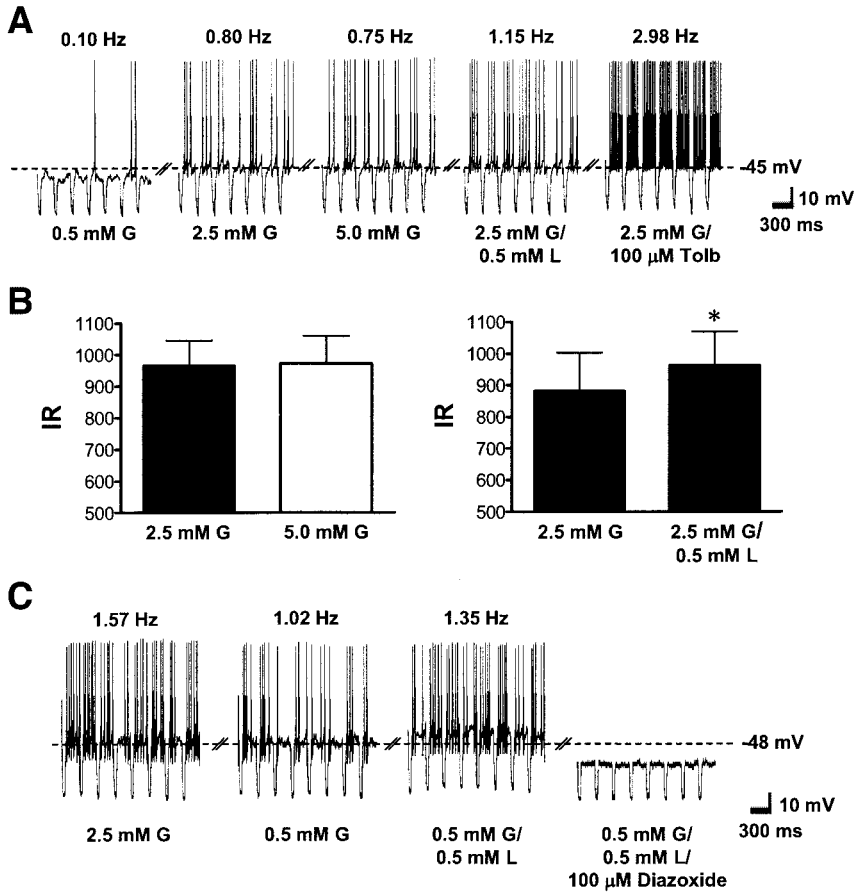 A
0.10 Hz
0.80 Hz
0.75 Hz
1.15 Hz
2.98 Hz
-45 mV
10 mV
300 ms
0.5 mM G
2.5 mM G
5.0 mM G
2.5 mM G/
0.5 mM L
2.5 mM G/
100 μM Tolb
B
1100
1000
900
800
700
600
500
IR
2.5 mM G
5.0 mM G
1100
1000
900
800
700
600
500
IR
*
2.5 mM G
2.5 mM G/
0.5 mM L
C
1.57 Hz
1.02 Hz
1.35 Hz
-48 mV
10 mV
300 ms
2.5 mM G
0.5 mM G
0.5 mM G/
0.5 mM L
0.5 mM G/
0.5 mM L/
100 μM Diazoxide